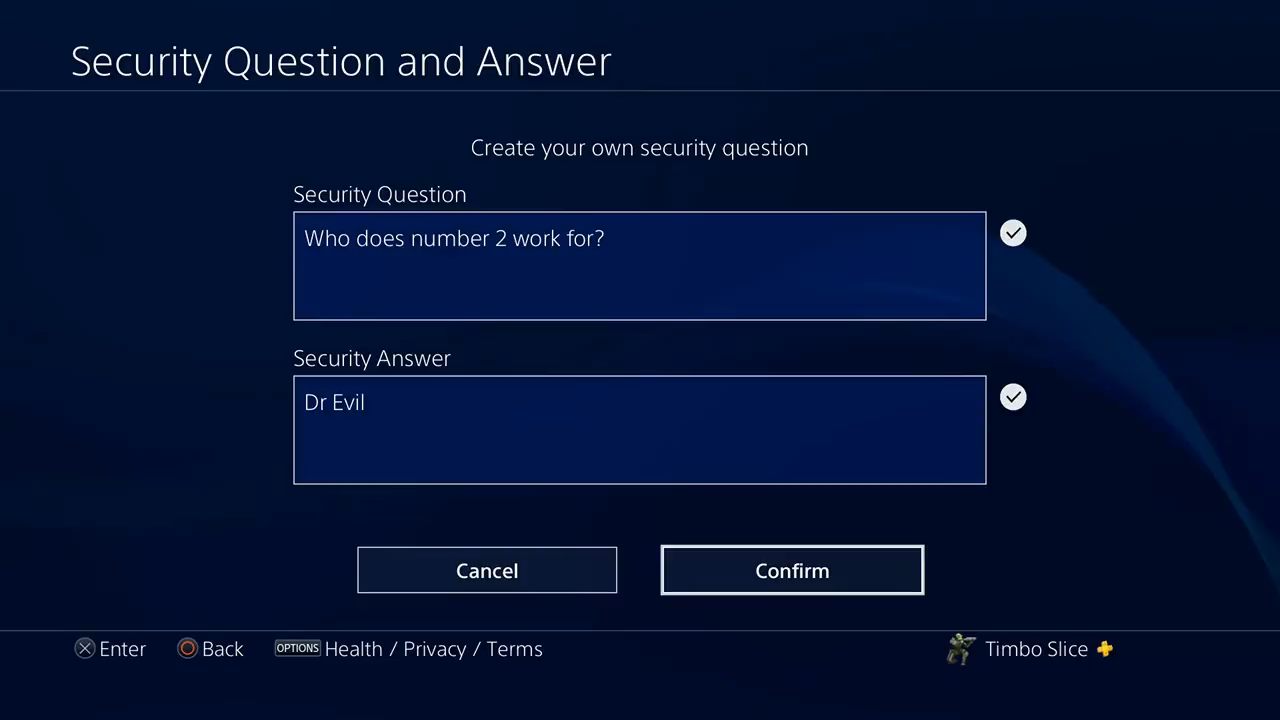 Security Question and Answer
Create your own security question
Security Question
Who does number 2 work for?
Security Answer
Dr Evil
Cancel
Confirm
Enter
Back
OPTIONS Health / Privacy / Terms
Timbo Slice